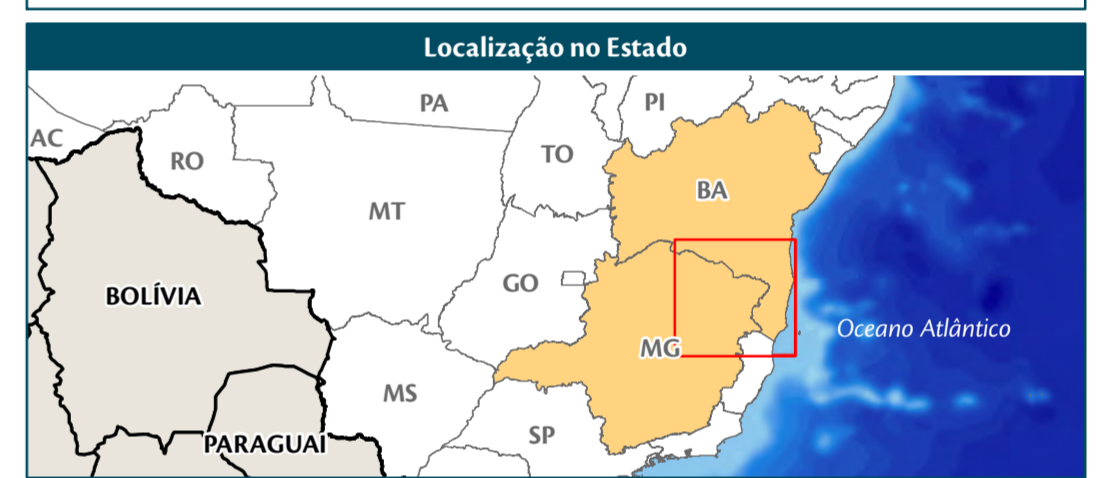 Localização no Estado
PA
PI
AC
RO
TO
BA
MT
GO
BOLÍVIA
Oceano Atlântico
MG
MS
SP
PARAGUAI